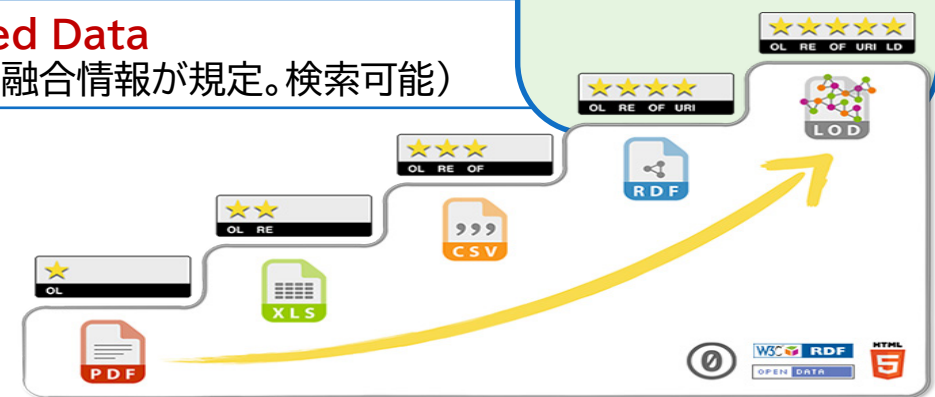 ed Data
融合情報が規定。検索可能）
OL RE OF URI LD
OL RE OF URI
LOD
OL RE OF
RDF
OL RE
,,,
CSV
OL
XLS
PDF
0
W3C RDF
OPEN DATA
HTML
5